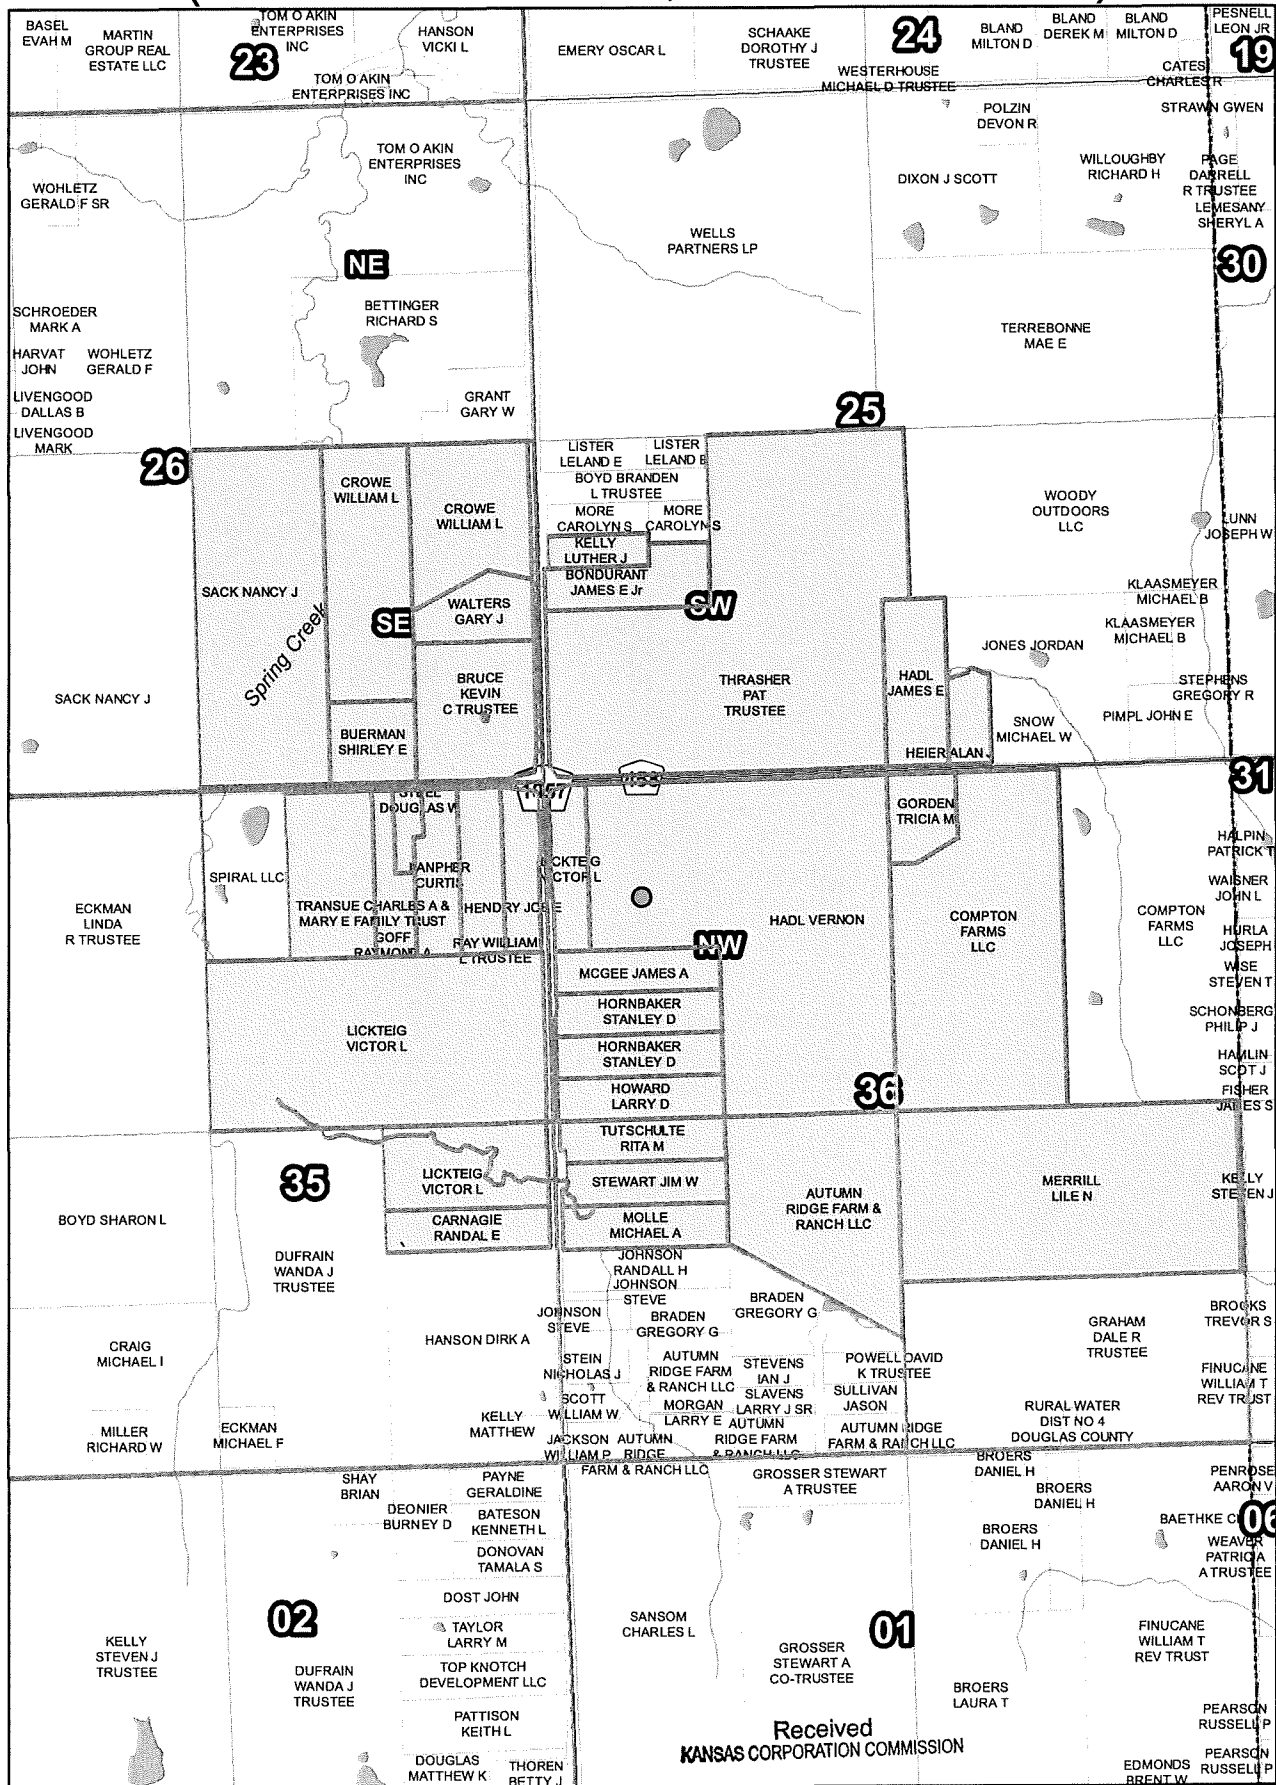 BASEL
EVAH M
MARTIN
GROUP REAL
ESTATE LLC
23
TOM O AKIN
ENTERPRISES
INC
HANSON
VICKI L
TOM O AKIN
ENTERPRISES INC
EMERY OSCAR L
SCHAAKE
DOROTHY J
TRUSTEE
24
WESTERHOUSE
MICHAEL D TRUSTEE
BLAND
MILTON D
BLAND
DEREK M
BLAND
MILTON D
PESNELL
LEON JR
19
CATES
CHARLES R
STRAWN GWEN
POLZIN
DEVON R
WOHLETZ
GERALD F SR
TOM O AKIN
ENTERPRISES
INC
DIXON J SCOTT
WILLOUGHBY
RICHARD H
PAGE
DARRELL
R TRUSTEE
LEMESANY
SHERYL A
WELLS
PARTNERS LP
NE
30
SCHROEDER
MARK A
BETTINGER
RICHARD S
TERREBONNE
MAE E
HARVAT
JOHN
WOHLETZ
GERALD F
LIVENGOOD
DALLAS B
LIVENGOOD
MARK
GRANT
GARY W
25
26
LISTER
LELAND E
LISTER
LELAND E
BOYD BRANDEN
L TRUSTEE
CROWE
WILLIAM L
CROWE
WILLIAM L
MORE
CAROLYN S
MORE
CAROLYN S
WOODY
OUTDOORS
LLC
LUNN
JOSEPH W
KELLY
LUTHER J
BONDURANT
JAMES E Jr
SACK NANCY J
Spring Creek
SE
WALTERS
GARY J
SW
KLAASMEYER
MICHAEL B
KLAASMEYER
MICHAEL B
JONES JORDAN
SACK NANCY J
BRUCE
KEVIN
C TRUSTEE
THRASHER
PAT
TRUSTEE
HADL
JAMES E
STEPHENS
GREGORY R
BUERMAN
SHIRLEY E
SNOW
MICHAEL W
PIMPL JOHN E
HEIER ALAN J
1057
31
DOUGLAS W
GORDEN
TRICIA M
HALPIN
PATRICK T
SPIRAL LLC
LANPHER
CURTIS
LICKTEIG
VICTOR L
WAISNER
JOHN L
ECKMAN
LINDA
R TRUSTEE
TRANSUE CHARLES A &
MARY E FAMILY TRUST
GOFF
RAYMOND A
HENDRY JOE E
RAY WILLIAM
L TRUSTEE
HADL VERNON
COMPTON
FARMS
LLC
COMPTON
FARMS
LLC
HURLA
JOSEPH
NW
WISE
STEVEN T
MCGEE JAMES A
HORNBAKER
STANLEY D
SCHONBERG
PHILIP J
LICKTEIG
VICTOR L
HORNBAKER
STANLEY D
HAMLIN
SCOT J
HOWARD
LARRY D
36
FISHER
JAMES S
TUTSCHULTE
RITA M
35
LICKTEIG
VICTOR L
STEWART JIM W
AUTUMN
RIDGE FARM &
RANCH LLC
MERRILL
LILE N
KELLY
STEVEN J
BOYD SHARON L
CARNAGIE
RANDAL E
MOLLE
MICHAEL A
DUFRAIN
WANDA J
TRUSTEE
JOHNSON
RANDALL H
JOHNSON
STEVE
JOHNSON
STEVE
BRADEN
GREGORY G
BRADEN
GREGORY G
BROOKS
TREVOR S
CRAIG
MICHAEL I
HANSON DIRK A
GRAHAM
DALE R
TRUSTEE
STEIN
NICHOLAS J
AUTUMN
RIDGE FARM
& RANCH LLC
STEVENS
IAN J
POWELL DAVID
K TRUSTEE
FINUCANE
WILLIAM T
REV TRUST
SCOTT
WILLIAM W
SLAVENS
LARRY J SR
SULLIVAN
JASON
MILLER
RICHARD W
ECKMAN
MICHAEL F
KELLY
MATTHEW
MORGAN
LARRY E
AUTUMN
RIDGE FARM
& RANCH LLC
AUTUMN RIDGE
FARM & RANCH LLC
RURAL WATER
DIST NO 4
DOUGLAS COUNTY
JACKSON
WILLIAM P
AUTUMN
RIDGE
FARM & RANCH LLC
SHAY
BRIAN
PAYNE
GERALDINE
GROSSER STEWART
A TRUSTEE
BROERS
DANIEL H
BROERS
DANIEL H
PENROSE
AARON V
DEONIER
BURNEY D
BATESON
KENNETH L
BROERS
DANIEL H
BAETHKE C
06
DONOVAN
TAMALA S
WEAVER
PATRICIA
A TRUSTEE
DOST JOHN
02
TAYLOR
LARRY M
SANSOM
CHARLES L
01
KELLY
STEVEN J
TRUSTEE
DUFRAIN
WANDA J
TRUSTEE
TOP KNOTCH
DEVELOPMENT LLC
GROSSER
STEWART A
CO-TRUSTEE
FINUCANE
WILLIAM T
REV TRUST
BROERS
LAURA T
PATTISON
KEITH L
PEARSON
RUSSELL P
Received
KANSAS CORPORATION COMMISSION
DOUGLAS
MATTHEW K
THOREN
BETTY J
EDMONDS
BRENT W
PEARSON
RUSSELL P